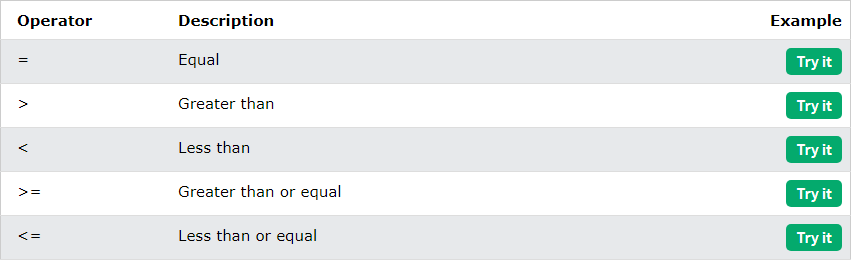 Operator Description Example
= Equal Try it
> Greater than Try it
< Less than Try it
>= Greater than or equal Try it
<= Less than or equal Try it